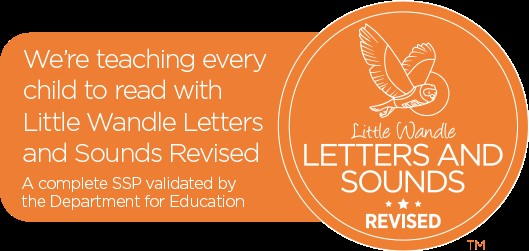 We're teaching every
child to read with
Little Wandle Letters
and Sounds Revised
A complete SSP validated by
the Department for Education
Little Wandle
LETTERS AND
SOUNDS
REVISED
TM